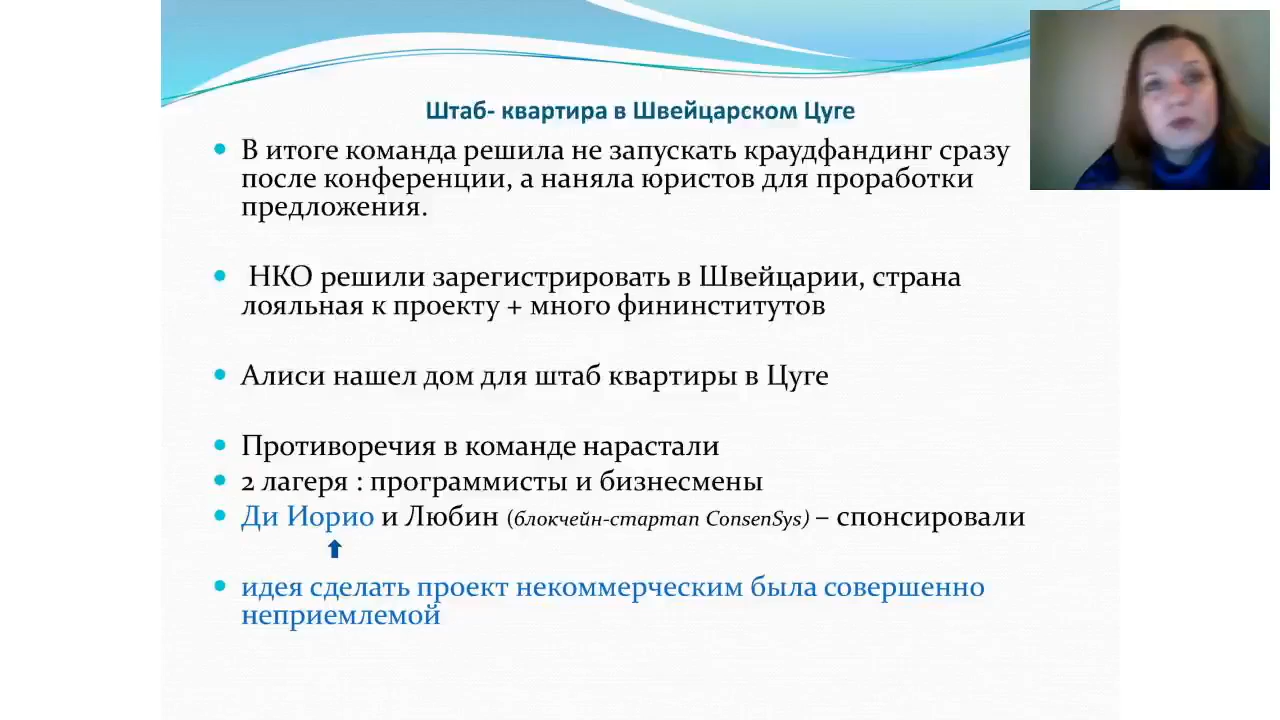 Штаб- квартира в Швейцарском Цуге
В итоге команда решила не запускать краудфандинг сразу
после конференции, а наняла юристов для проработки
предложения.
НКО решили зарегистрировать в Швейцарии, страна
лояльная к проекту + много фининститутов
Алиси нашел дом для штаб квартиры в Цуге
Противоречия в команде нарастали
2 лагеря : программисты и бизнесмены
Ди Иорио и Любин (блокчейн-стартап ConsenSys) – спонсировали
идея сделать проект некоммерческим была совершенно
неприемлемой